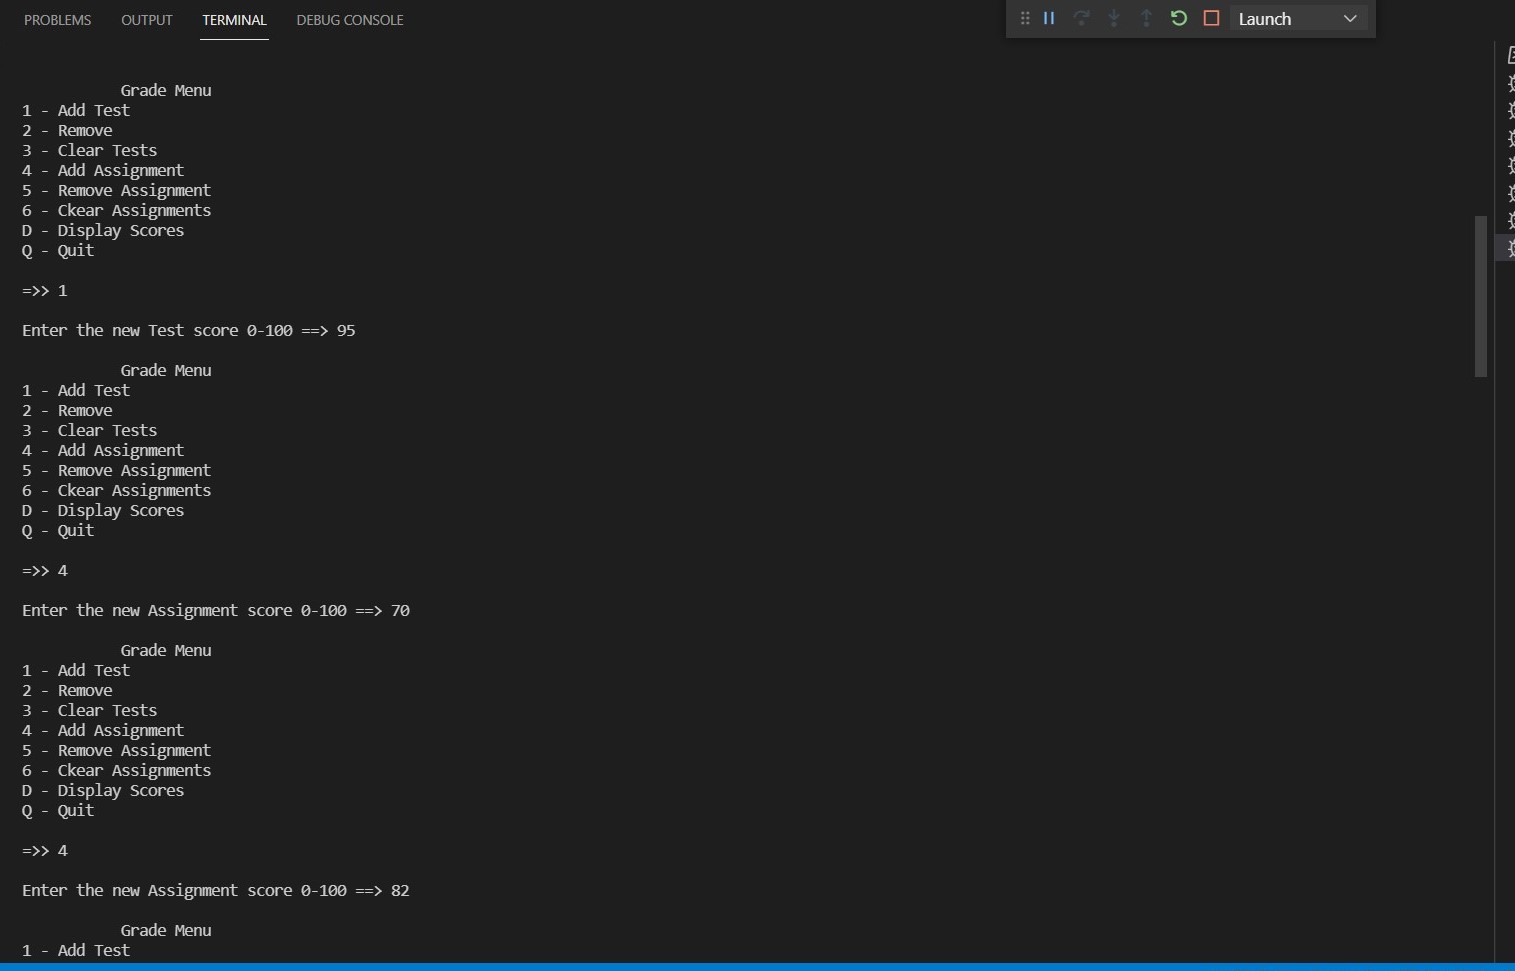 PROBLEMS OUTPUT TERMINAL DEBUG CONSOLE
Launch
Grade Menu
1 - Add Test
2 - Remove
3 - Clear Tests
4 - Add Assignment
5 - Remove Assignment
6 - Ckear Assignments
D - Display Scores
Q - Quit
=>> 1
Enter the new Test score 0-100 ==> 95
Grade Menu
1 - Add Test
2 - Remove
3 - Clear Tests
4 - Add Assignment
5 - Remove Assignment
6 - Ckear Assignments
D - Display Scores
Q - Quit
=>> 4
Enter the new Assignment score 0-100 ==> 70
Grade Menu
1 - Add Test
2 - Remove
3 - Clear Tests
4 - Add Assignment
5 - Remove Assignment
6 - Ckear Assignments
D - Display Scores
Q - Quit
=>> 4
Enter the new Assignment score 0-100 ==> 82
Grade Menu
1 - Add Test